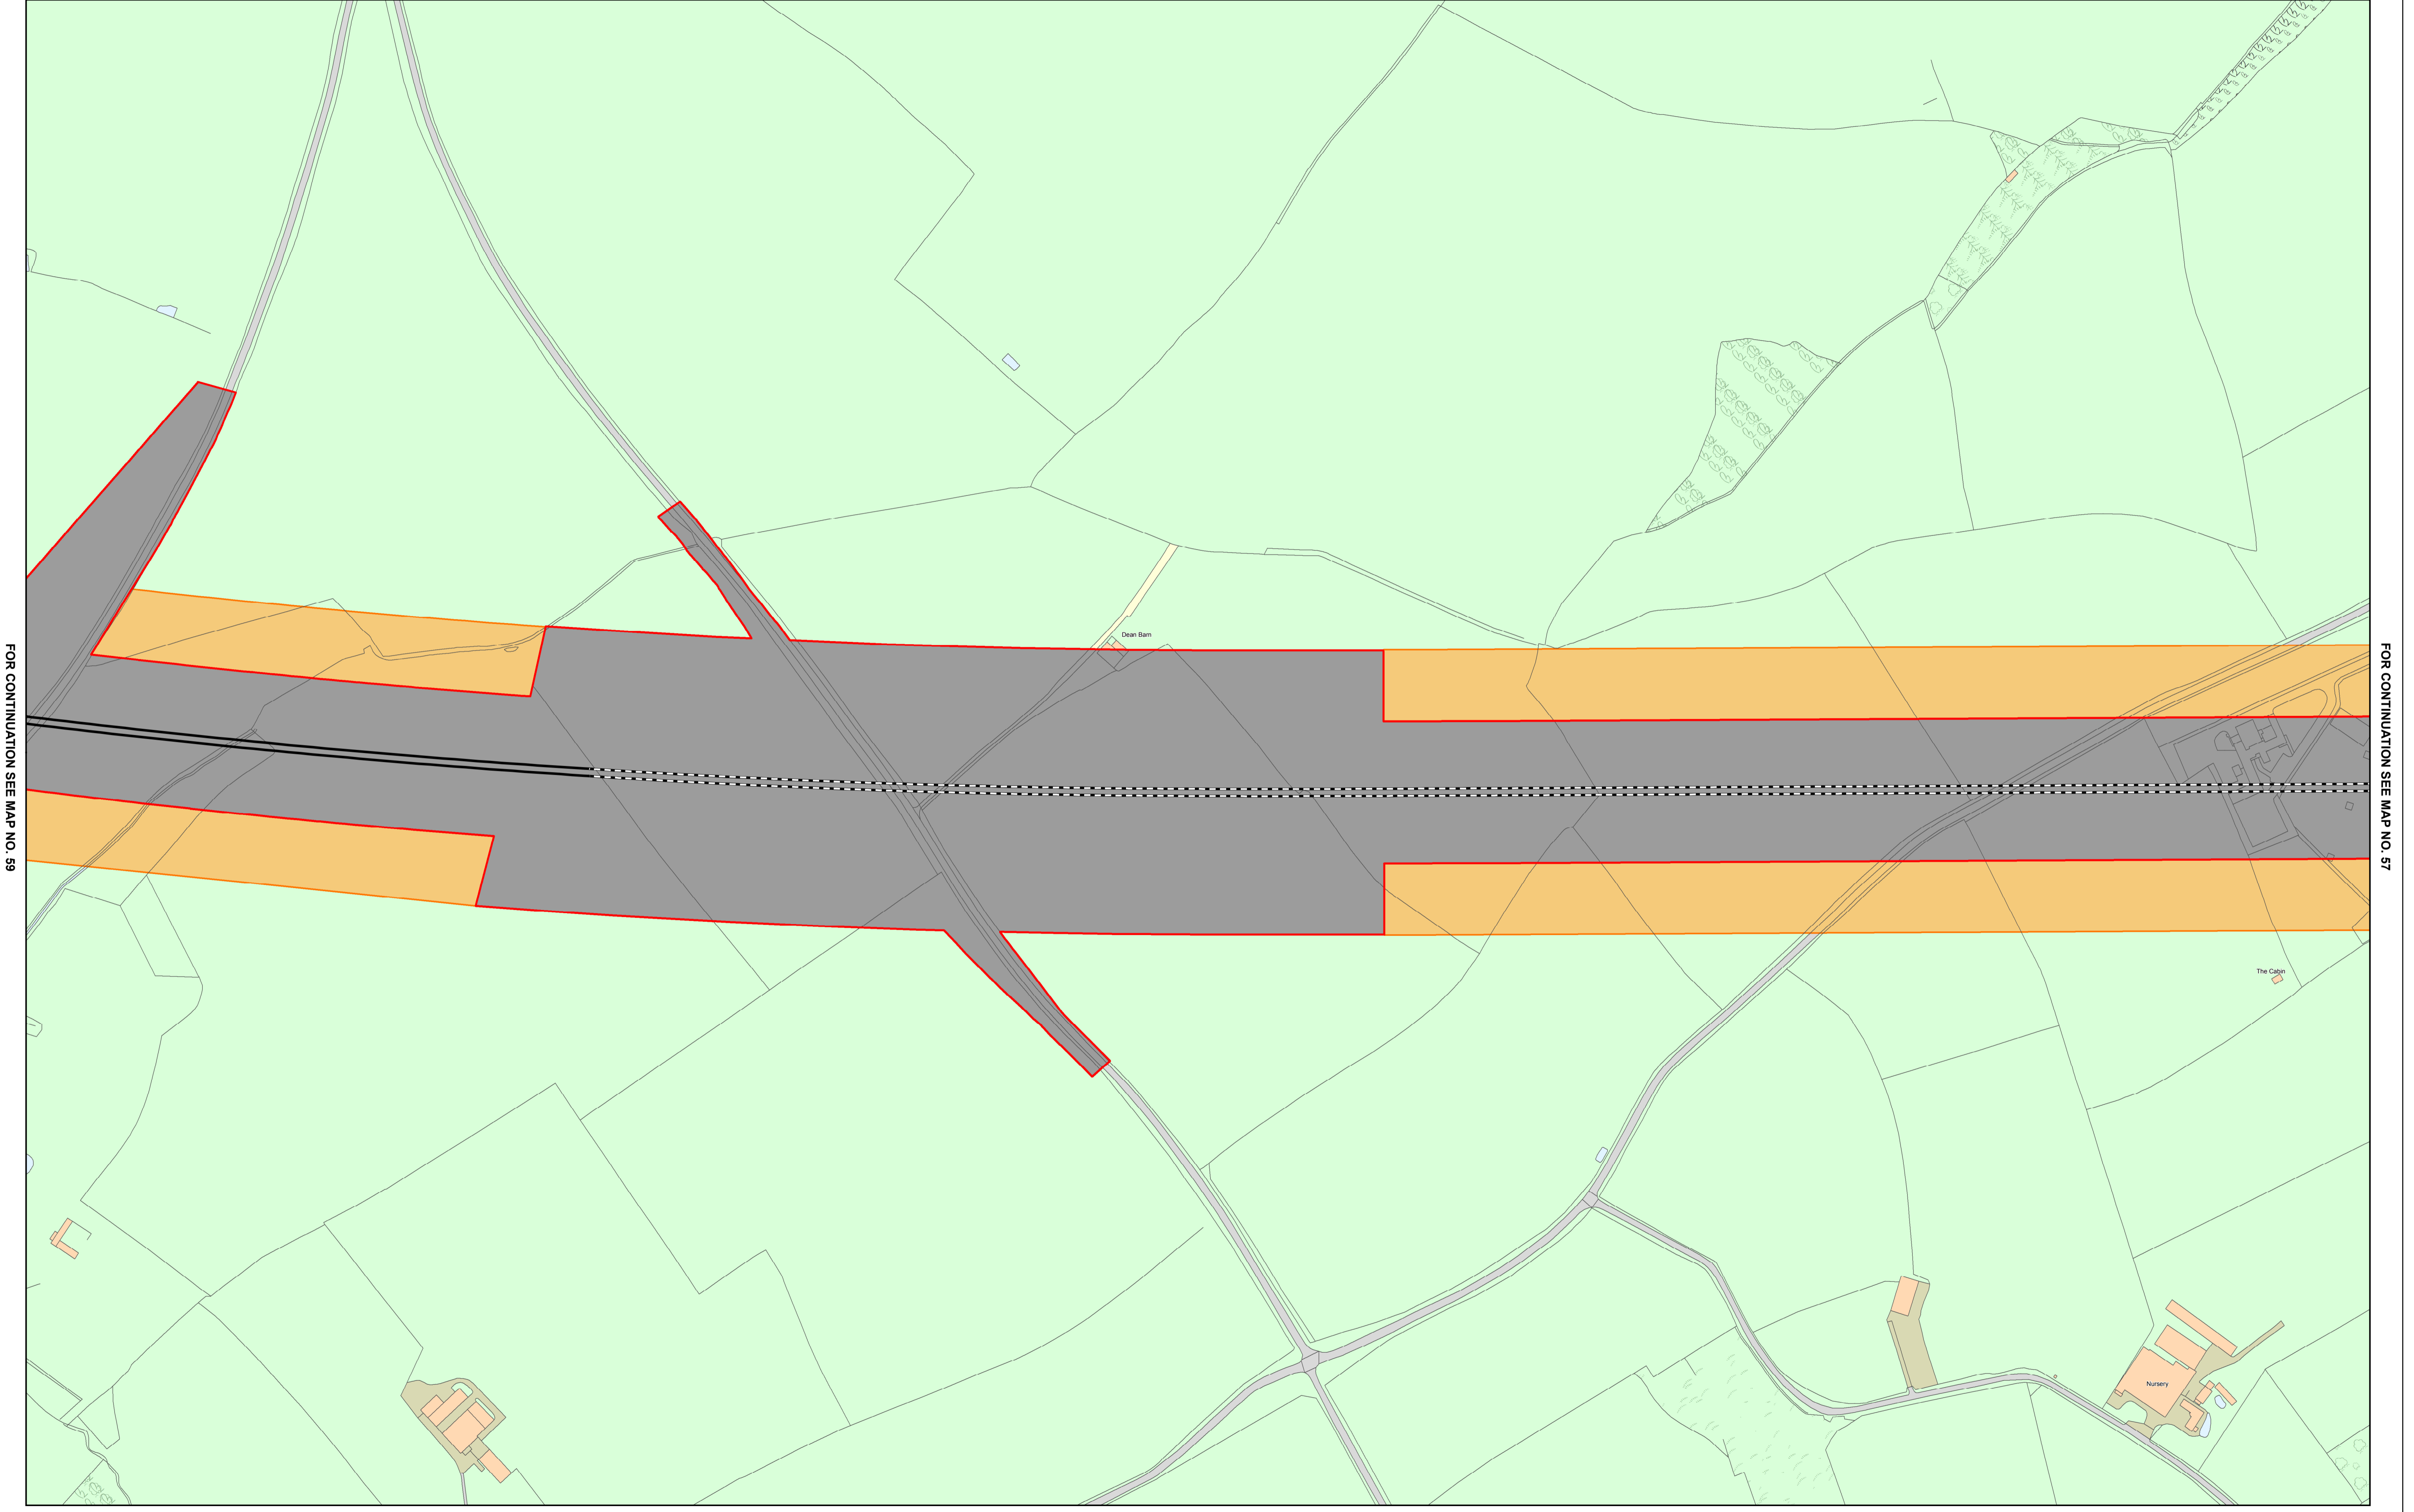 FOR CONTINUATION SEE MAP NO. 59
Dean Barn
FOR CONTINUATION SEE MAP NO. 57
The Cabin
Nursery